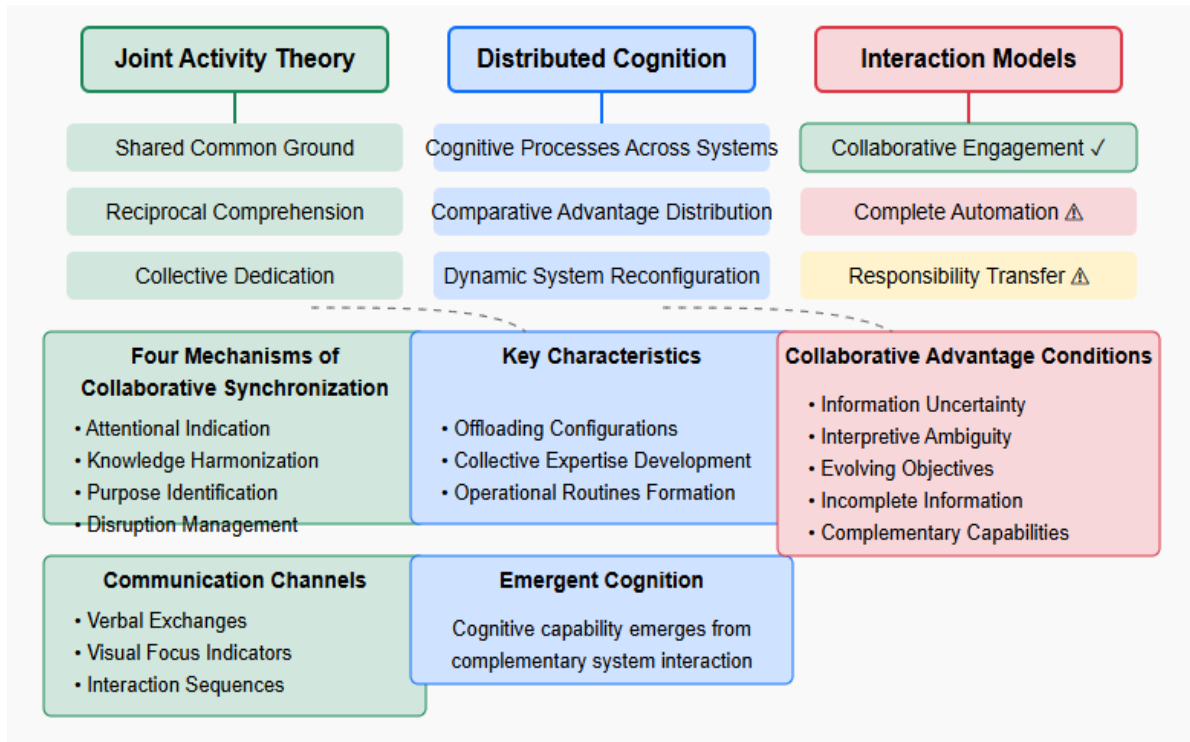 Joint Activity Theory
Shared Common Ground
Reciprocal Comprehension
Collective Dedication
Distributed Cognition
Cognitive Processes Across Systems
Comparative Advantage Distribution
Dynamic System Reconfiguration
Interaction Models
Collaborative Engagement ✓
Complete Automation ⚠
Responsibility Transfer ⚠
Four Mechanisms of
Collaborative Synchronization
• Attentional Indication
• Knowledge Harmonization
• Purpose Identification
• Disruption Management
Key Characteristics
• Offloading Configurations
• Collective Expertise Development
• Operational Routines Formation
Collaborative Advantage Conditions
• Information Uncertainty
• Interpretive Ambiguity
• Evolving Objectives
• Incomplete Information
• Complementary Capabilities
Communication Channels
• Verbal Exchanges
• Visual Focus Indicators
• Interaction Sequences
Emergent Cognition
Cognitive capability emerges from
complementary system interaction